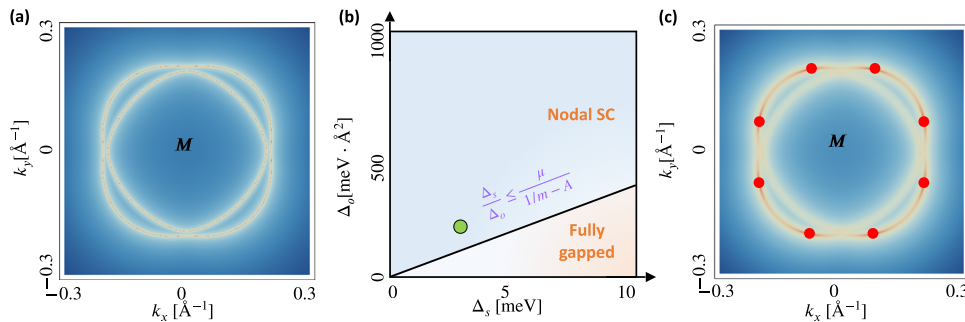 (a)
0.3
0
−0.3
k_y[Å⁻¹]
M
−0.3
0
0.3
k_x [Å⁻¹]
(b)
1000
500
0
Δ_o[meV · Å²]
Nodal SC
Δ_s/Δ_o ≤ μ/(1/m − A)
Fully
gapped
0
5
10
Δ_s [meV]
(c)
0.3
0
−0.3
k_y[Å⁻¹]
M
−0.3
0
0.3
k_x [Å⁻¹]